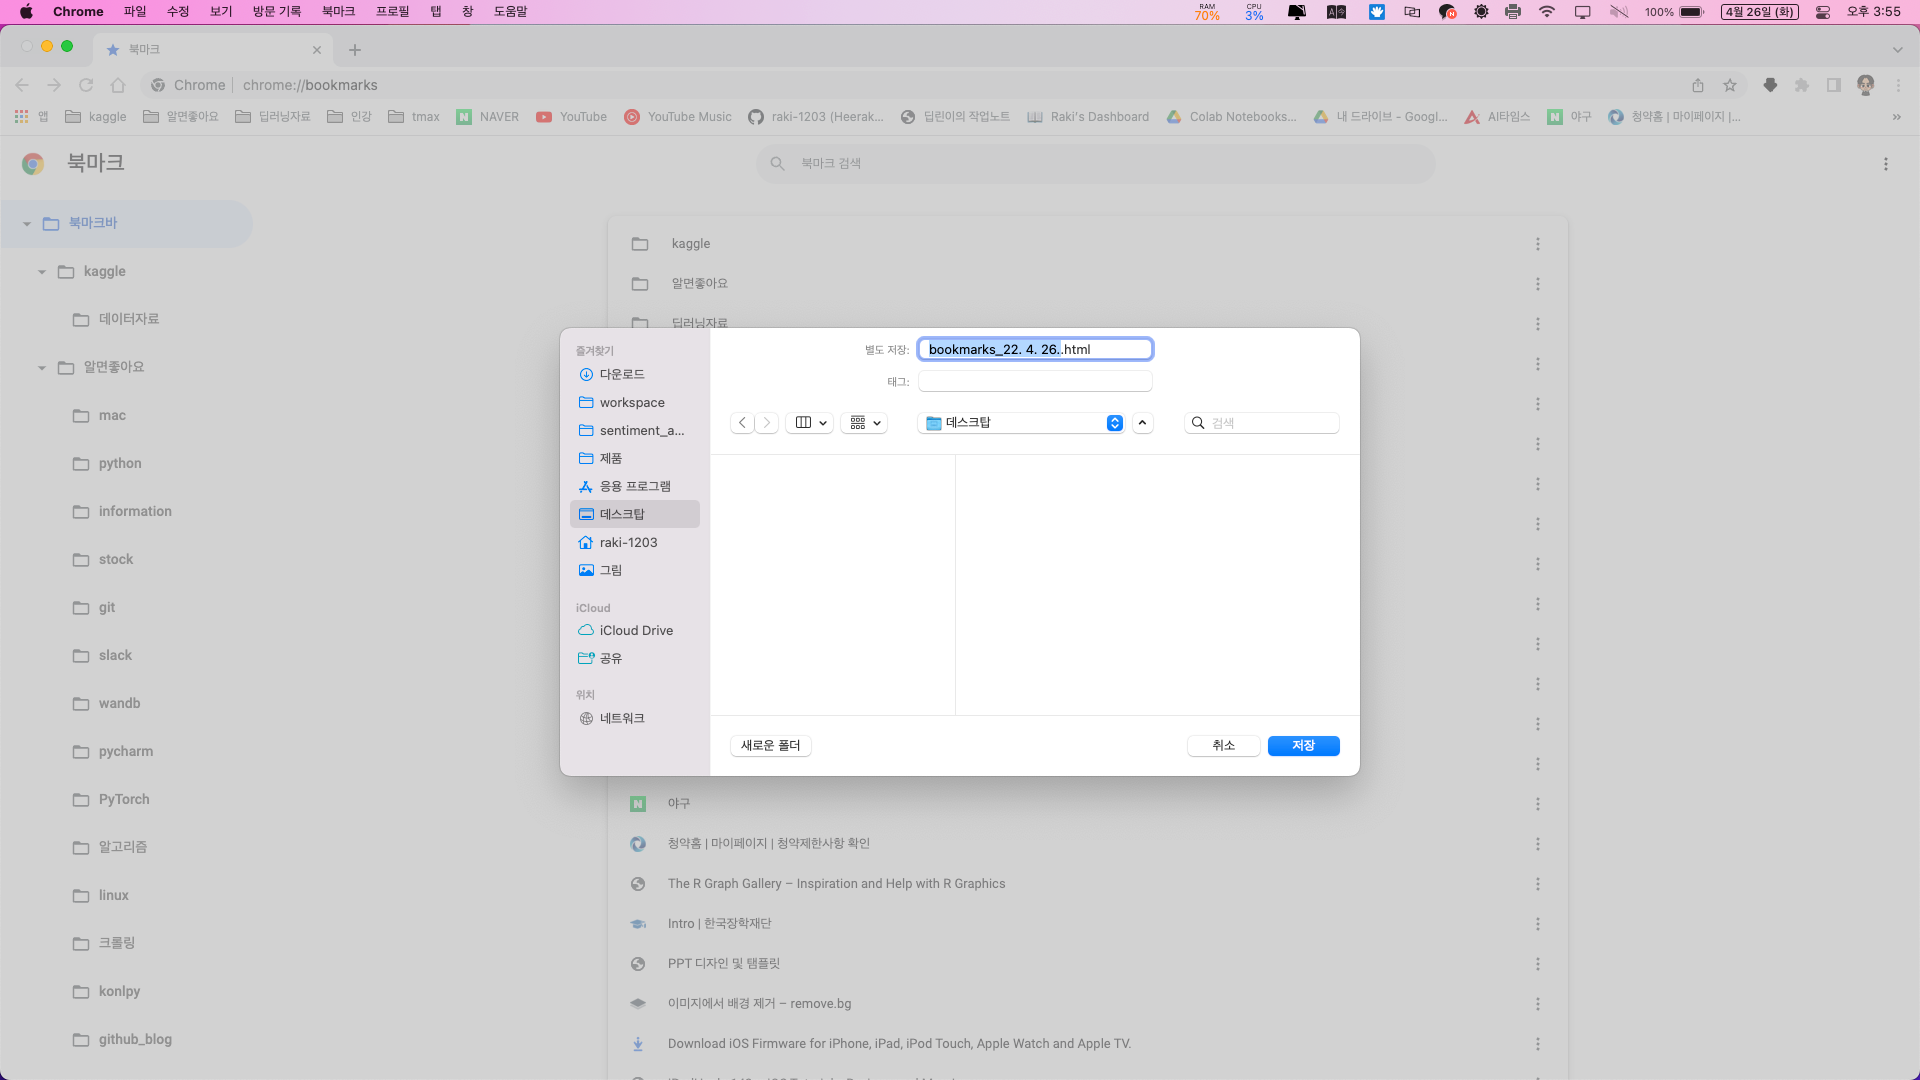 Chrome 파일 수정 보기 방문 기록 북마크 프로필 탭 창 도움말
RAM 70% CPU 3% 100% 4월 26일 (화) 오후 3:55
북마크
Chrome chrome://bookmarks
앱 kaggle 알면좋아요 딥러닝자료 인강 tmax NAVER YouTube YouTube Music raki-1203 (Heerak... 딥린이의 작업노트 Raki's Dashboard Colab Notebooks... 내 드라이브 - Googl... AI타임스 야구 청약홈 | 마이페이지 |... »
북마크
북마크 검색
북마크바
kaggle
데이터자료
알면좋아요
mac
python
information
stock
git
slack
wandb
pycharm
PyTorch
알고리즘
linux
크롤링
konlpy
github_blog
kaggle
알면좋아요
딥러닝자료
즐겨찾기
다운로드
workspace
sentiment_a...
제품
응용 프로그램
데스크탑
raki-1203
그림
iCloud
iCloud Drive
공유
위치
네트워크
별도 저장: bookmarks_22. 4. 26..html
태그:
데스크탑
검색
새로운 폴더 취소 저장
야구
청약홈 | 마이페이지 | 청약제한사항 확인
The R Graph Gallery – Inspiration and Help with R Graphics
Intro | 한국장학재단
PPT 디자인 및 탬플릿
이미지에서 배경 제거 – remove.bg
Download iOS Firmware for iPhone, iPad, iPod Touch, Apple Watch and Apple TV.